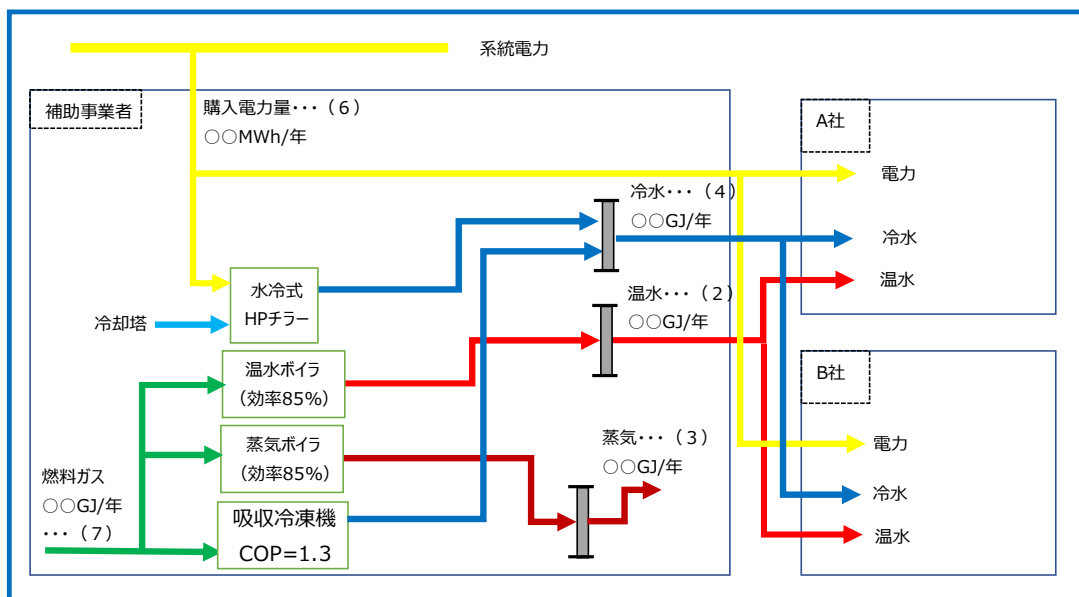 系統電力
補助事業者
購入電力量・・・（６）
○○MWh/年
A社
電力
冷水・・・（４）
○○GJ/年
冷水
温水
水冷式
HPチラー
冷却塔
温水・・・（２）
○○GJ/年
温水ボイラ
（効率85%）
B社
蒸気ボイラ
（効率85%）
蒸気・・・（３）
○○GJ/年
電力
燃料ガス
○○GJ/年
・・・（７）
冷水
吸収冷凍機
COP=1.3
温水